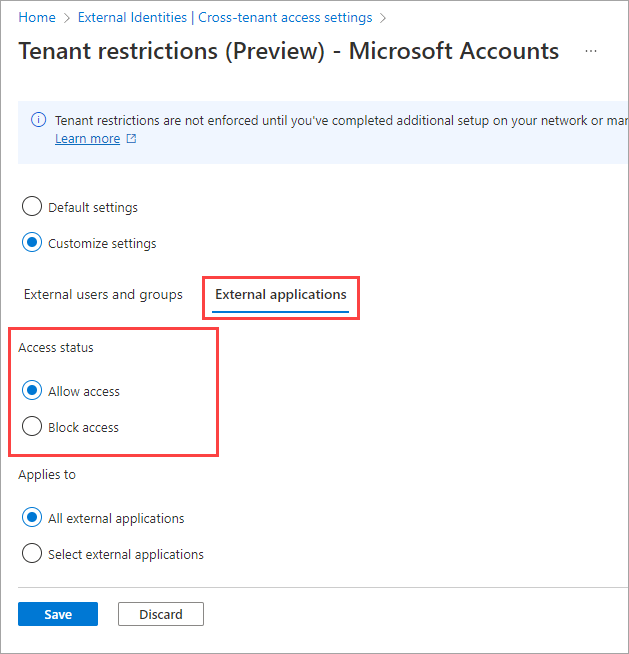 Home > External Identities | Cross-tenant access settings >
Tenant restrictions (Preview) - Microsoft Accounts ...
Tenant restrictions are not enforced until you've completed additional setup on your network or
Learn more
Default settings
Customize settings
External users and groups External applications
Access status
Allow access
Block access
Applies to
All external applications
Select external applications
Save Discard